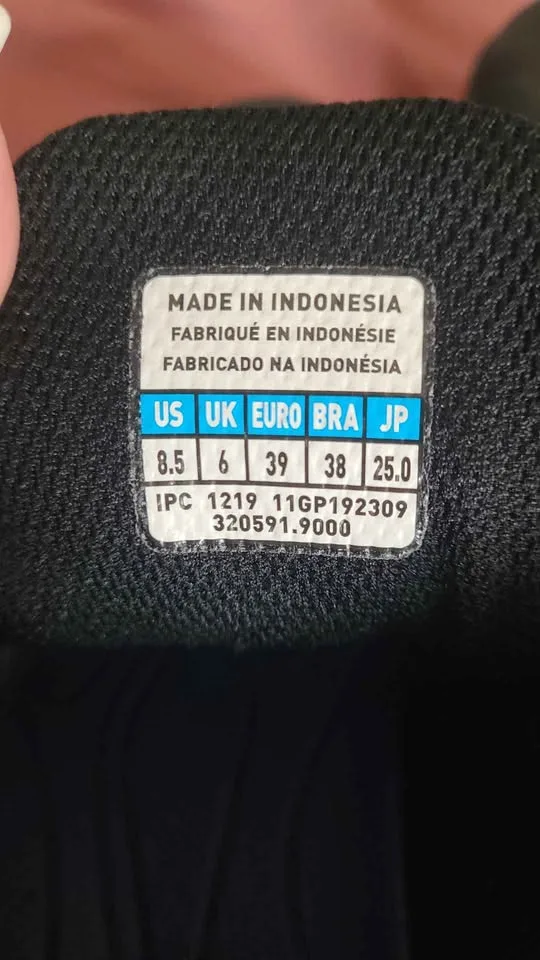 MADE IN INDONESIA
FABRIQUÉ EN INDONÉSIE
FABRICADO NA INDONÉSIA
US UK EURO BRA JP
8.5 6 39 38 25.0
IPC 1219 11GP192309
320591.9000